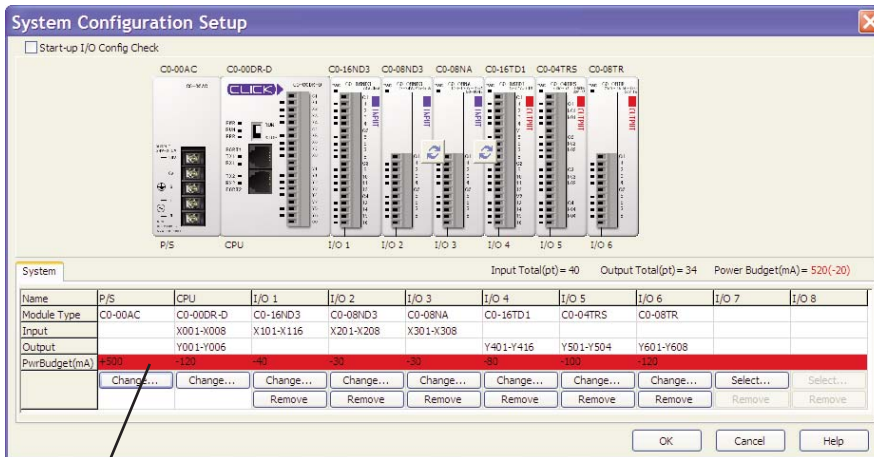 System Configuration Setup
Start-up I/O Config Check
C0-00AC C0-00DR-D C0-16ND3 C0-08ND3 C0-08NA C0-16TD1 C0-04TRS C0-08TR
CLICK
INPUT INPUT OUTPUT OUTPUT OUTPUT
P/S CPU I/O 1 I/O 2 I/O 3 I/O 4 I/O 5 I/O 6
System Input Total(pt)= 40 Output Total(pt)= 34 Power Budget(mA)= 520(-20)
Name P/S CPU I/O 1 I/O 2 I/O 3 I/O 4 I/O 5 I/O 6 I/O 7 I/O 8
Module Type C0-00AC C0-00DR-D C0-16ND3 C0-08ND3 C0-08NA C0-16TD1 C0-04TRS C0-08TR
Input X001-X008 X101-X116 X201-X208 X301-X308
Output Y001-Y006 Y401-Y416 Y501-Y504 Y601-Y608
PwrBudget(mA) +500 -120 -40 -30 -30 -80 -100 -120
Change... Change... Change... Change... Change... Change... Change... Change... Select... Select...
Remove Remove Remove Remove Remove Remove Remove Remove
OK Cancel Help